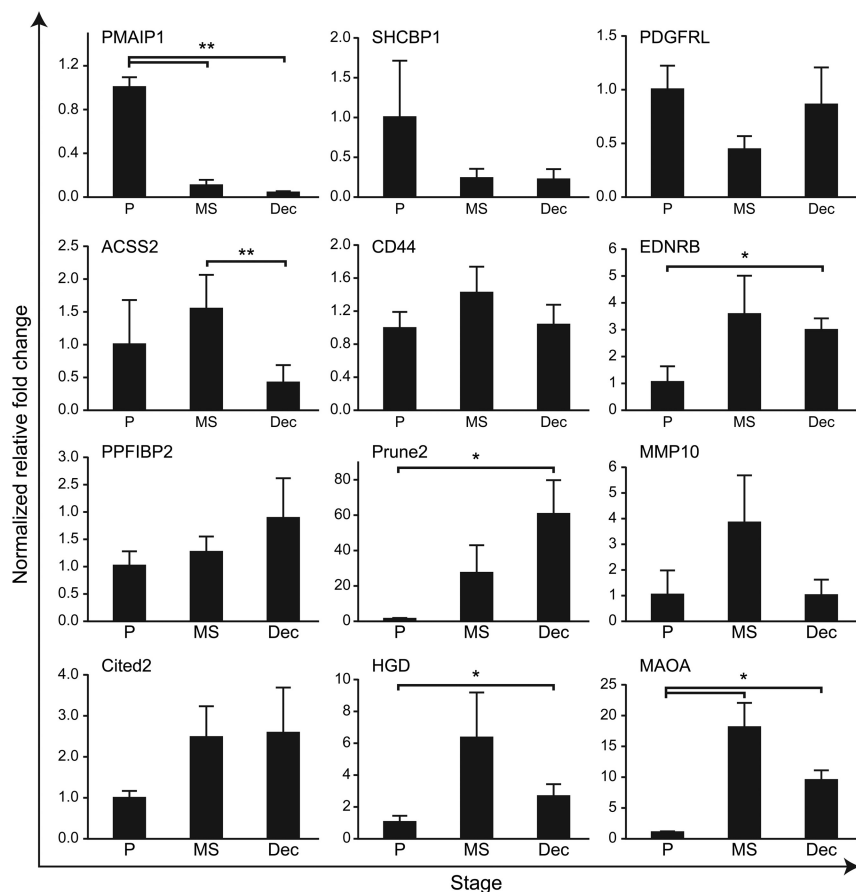 Normalized relative fold change
PMAIP1
**
1.2
0.8
0.4
0.0
P MS Dec
SHCBP1
2.0
1.5
1.0
0.5
0.0
P MS Dec
PDGFRL
1.5
1.0
0.5
0.0
P MS Dec
ACSS2
**
2.5
2.0
1.5
1.0
0.5
0.0
P MS Dec
CD44
2.0
1.6
1.2
0.8
0.4
0.0
P MS Dec
EDNRB
*
6
5
4
3
2
1
0
P MS Dec
PPFIBP2
3.0
2.5
2.0
1.5
1.0
0.5
0.0
P MS Dec
Prune2
*
80
60
40
20
0
P MS Dec
MMP10
6
5
4
3
2
1
0
P MS Dec
Cited2
4.0
3.0
2.0
1.0
0.0
P MS Dec
HGD
*
10
8
6
4
2
0
P MS Dec
MAOA
*
25
20
15
10
5
0
P MS Dec
Stage